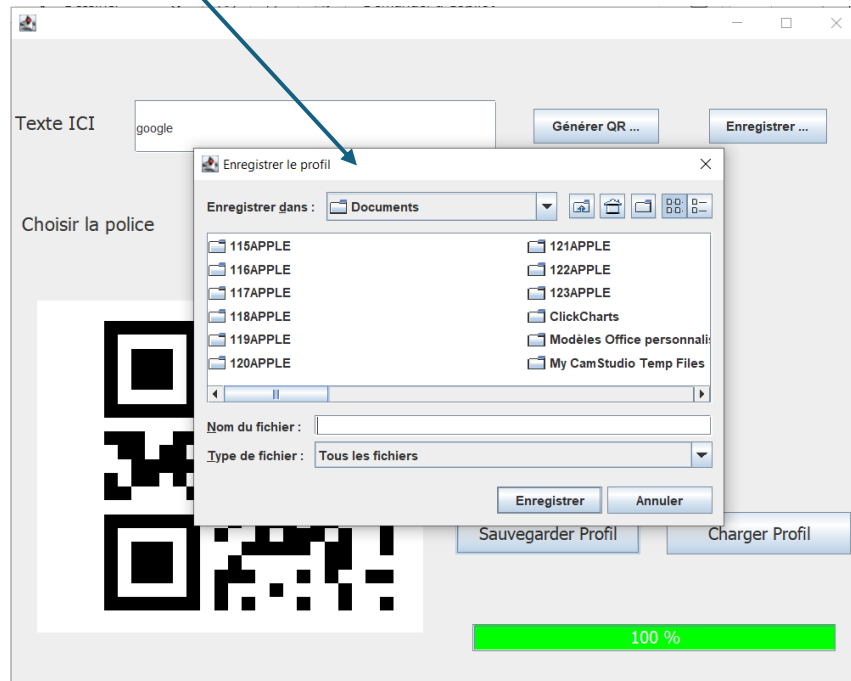 Texte ICI
google
Générer QR ...
Enregistrer ...
Enregistrer le profil
Enregistrer dans :
Documents
Choisir la police
115APPLE
116APPLE
117APPLE
118APPLE
119APPLE
120APPLE
121APPLE
122APPLE
123APPLE
ClickCharts
Modèles Office personnali
My CamStudio Temp Files
Nom du fichier :
Type de fichier :
Tous les fichiers
Enregistrer
Annuler
Sauvegarder Profil
Charger Profil
100 %